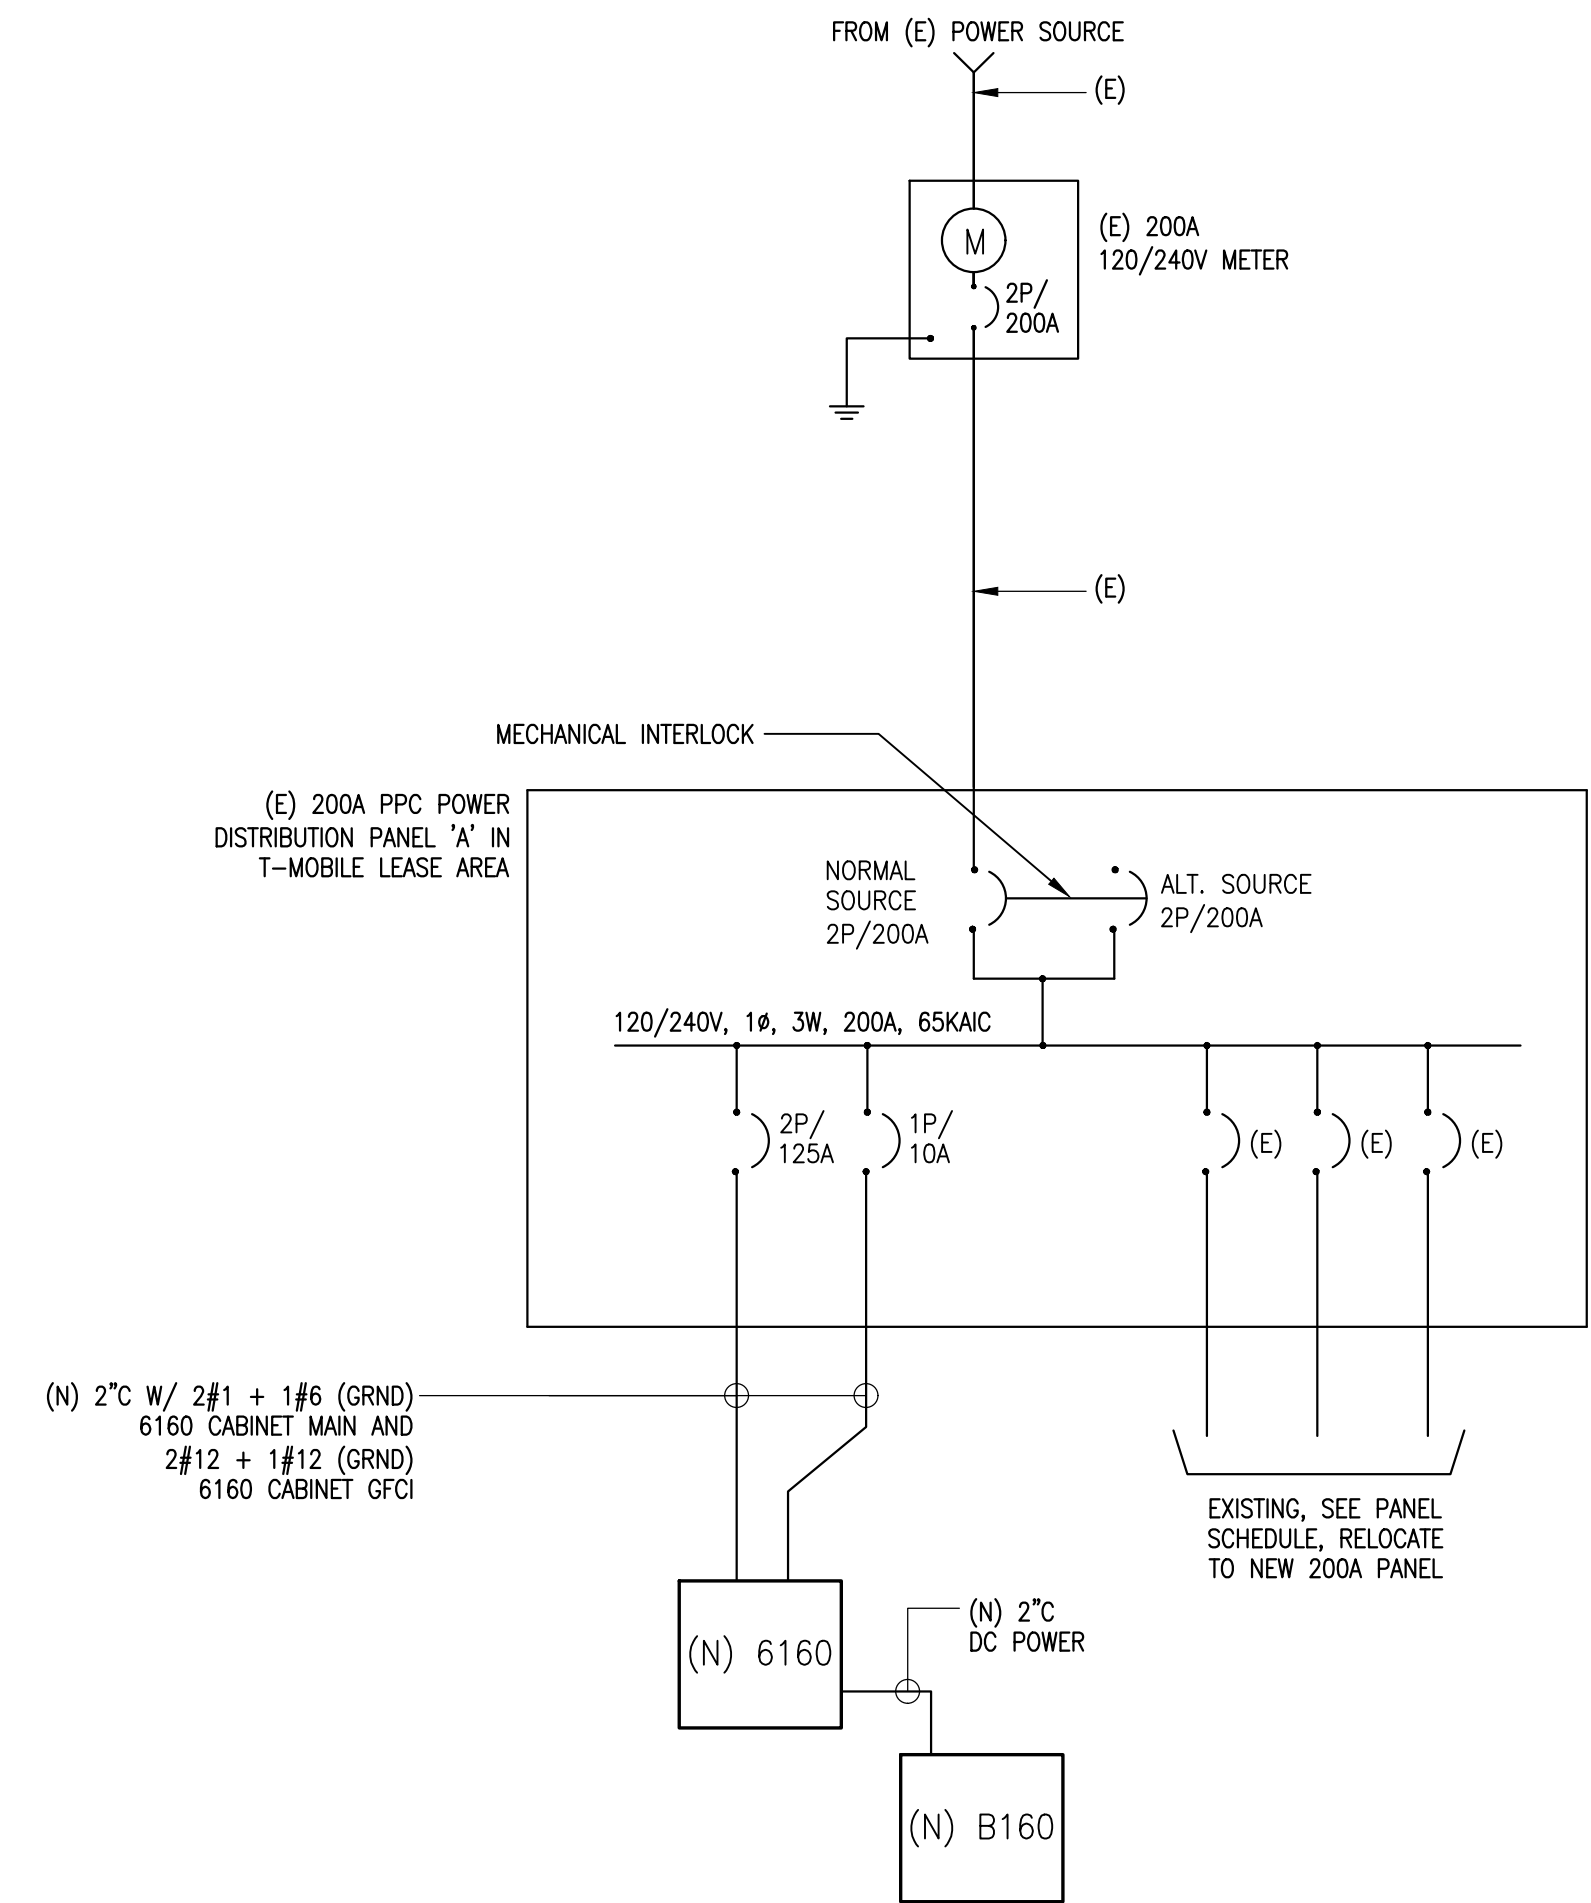 FROM (E) POWER SOURCE
(E)
M
(E) 200A
120/240V METER
2P/
200A
(E)
MECHANICAL INTERLOCK
(E) 200A PPC POWER
DISTRIBUTION PANEL 'A' IN
T-MOBILE LEASE AREA
NORMAL
SOURCE
2P/200A
ALT. SOURCE
2P/200A
120/240V, 1ø, 3W, 200A, 65KAIC
2P/
125A
1P/
10A
(E)
(E)
(E)
(N) 2"C W/ 2#1 + 1#6 (GRND)
6160 CABINET MAIN AND
2#12 + 1#12 (GRND)
6160 CABINET GFCI
EXISTING, SEE PANEL
SCHEDULE, RELOCATE
TO NEW 200A PANEL
(N) 6160
(N) 2"C
DC POWER
(N) B160